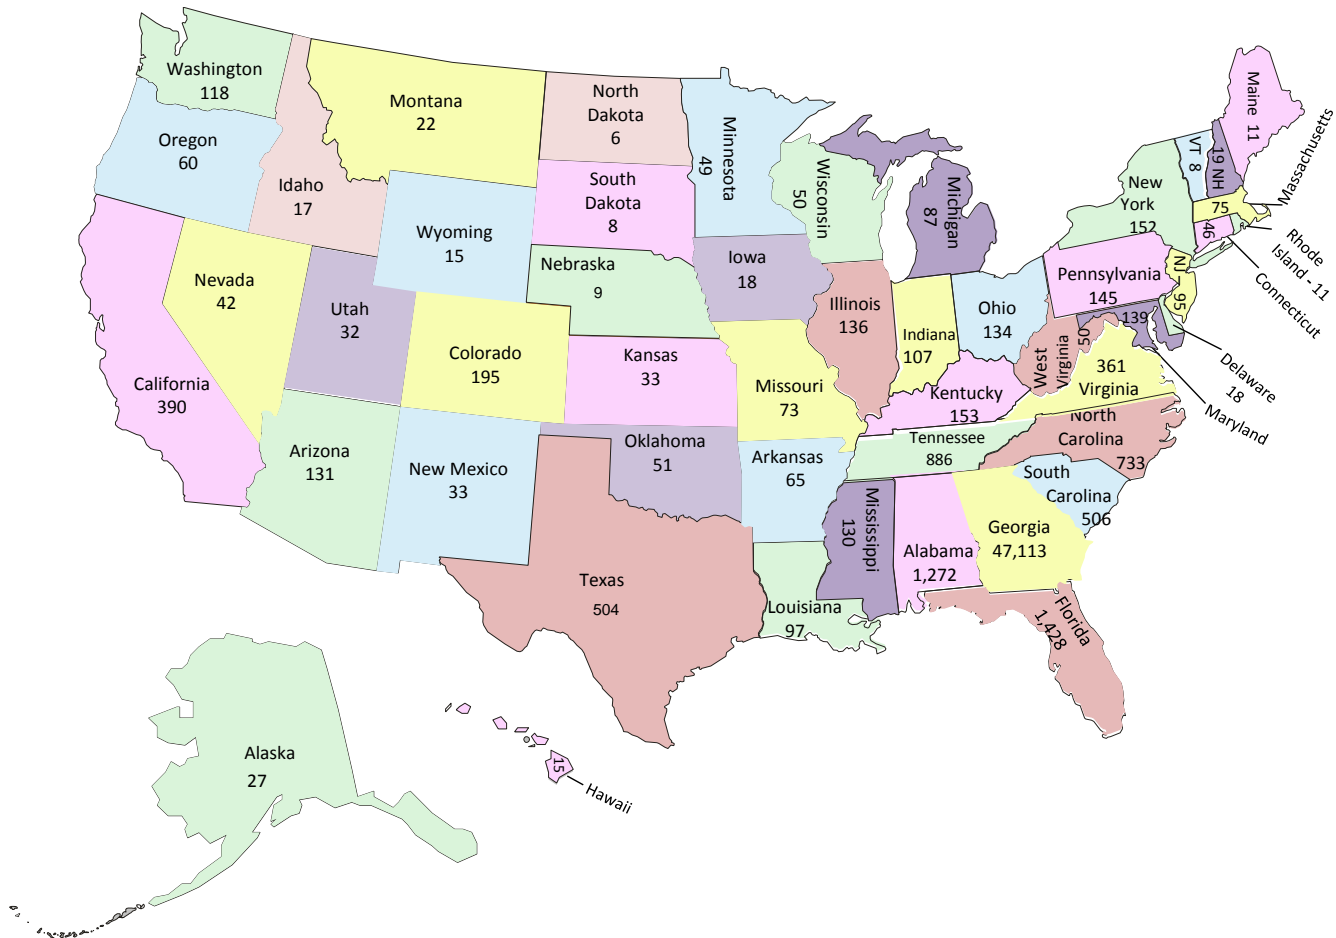 Washington
118
Oregon
60
California
390
Nevada
42
Idaho
17
Montana
22
Wyoming
15
Utah
32
Arizona
131
Colorado
195
New Mexico
33
North
Dakota
6
South
Dakota
8
Nebraska
9
Kansas
33
Oklahoma
51
Texas
504
Minnesota
49
Iowa
18
Missouri
73
Arkansas
65
Louisiana
97
Wisconsin
50
Illinois
136
Michigan
87
Indiana
107
Ohio
134
Kentucky
153
Tennessee
886
Mississippi
130
Alabama
1,272
Georgia
47,113
Florida
1,428
South
Carolina
506
North
Carolina
733
361
Virginia
West
Virginia
50
Pennsylvania
145
New
York
152
VT 8
19 NH
Maine 11
Massachusetts
75
Rhode
Island - 11
Connecticut
46
NJ – 95
Delaware
18
Maryland
139
Alaska
27
Hawaii
15